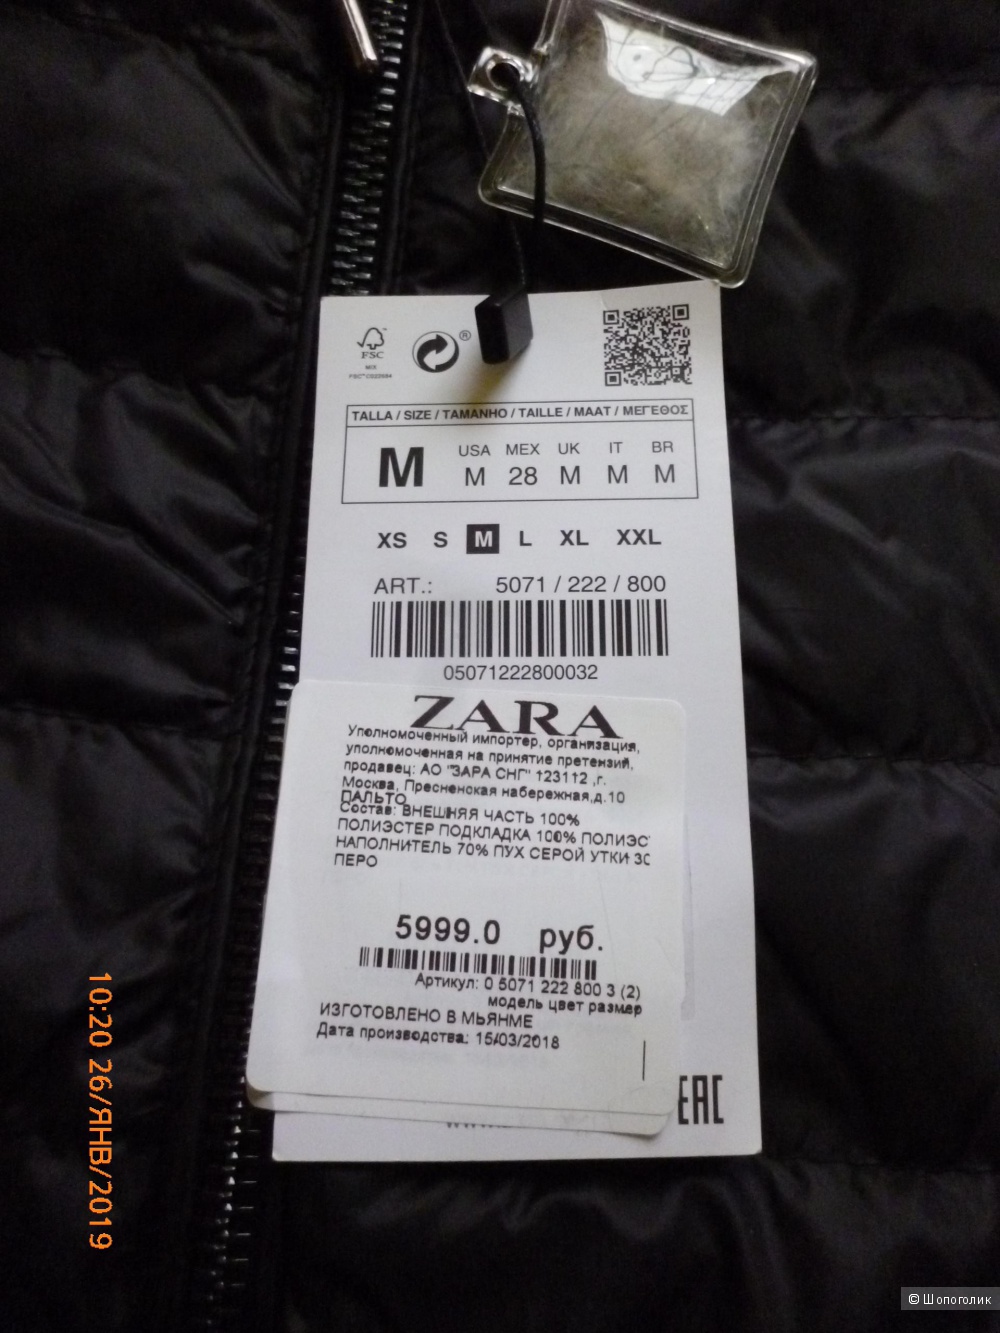 FSC
MIX
®
TALLA / SIZE / TAMANHO / TAILLE / MAAT / ΜΕΓΕΘΟΣ
M
USA MEX UK IT BR
M 28 M M M
XS S M L XL XXL
ART.: 5071 / 222 / 800
05071222800032
ZARA
Уполномоченный импортер, организация,
уполномоченная на принятие претензий,
продавец: АО "ЗАРА СНГ" 123112 ,г.
Москва, Пресненская набережная,д.10
ПАЛЬТО
Состав: ВНЕШНЯЯ ЧАСТЬ 100%
ПОЛИЭСТЕР ПОДКЛАДКА 100% ПОЛИЭС
НАПОЛНИТЕЛЬ 70% ПУХ СЕРОЙ УТКИ 30
ПЕРО
5999.0 руб.
Артикул: 0 5071 222 800 3 (2)
модель цвет размер
ИЗГОТОВЛЕНО В МЬЯНМЕ
Дата производства: 15/03/2018
EAC
10:20 26/ЯНВ/2019
© Шопоголик